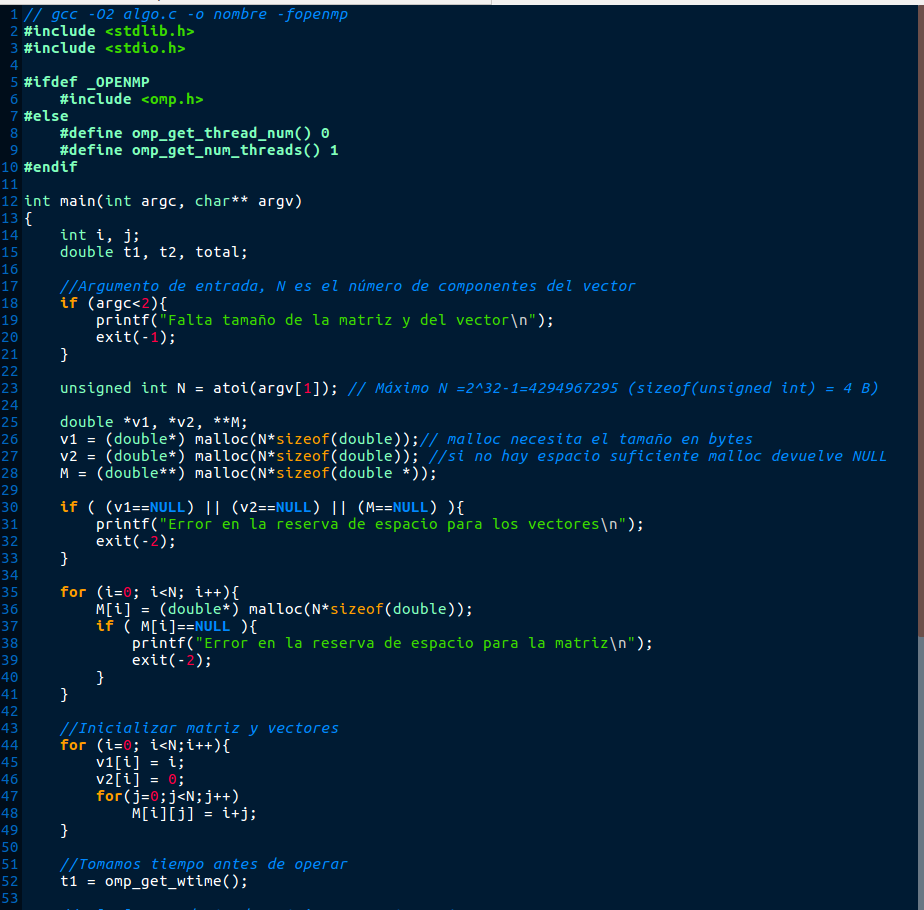 1 // gcc -O2 algo.c -o nombre -fopenmp
2 #include <stdlib.h>
3 #include <stdio.h>
4
5 #ifdef _OPENMP
6     #include <omp.h>
7 #else
8     #define omp_get_thread_num() 0
9     #define omp_get_num_threads() 1
10 #endif
11
12 int main(int argc, char** argv)
13 {
14     int i, j;
15     double t1, t2, total;
16
17     //Argumento de entrada, N es el número de componentes del vector
18     if (argc<2){
19         printf("Falta tamaño de la matriz y del vector\n");
20         exit(-1);
21     }
22
23     unsigned int N = atoi(argv[1]); // Máximo N =2^32-1=4294967295 (sizeof(unsigned int) = 4 B)
24
25     double *v1, *v2, **M;
26     v1 = (double*) malloc(N*sizeof(double));// malloc necesita el tamaño en bytes
27     v2 = (double*) malloc(N*sizeof(double)); //si no hay espacio suficiente malloc devuelve NULL
28     M = (double**) malloc(N*sizeof(double *));
29
30     if ( (v1==NULL) || (v2==NULL) || (M==NULL) ){
31         printf("Error en la reserva de espacio para los vectores\n");
32         exit(-2);
33     }
34
35     for (i=0; i<N; i++){
36         M[i] = (double*) malloc(N*sizeof(double));
37         if ( M[i]==NULL ){
38             printf("Error en la reserva de espacio para la matriz\n");
39             exit(-2);
40         }
41     }
42
43     //Inicializar matriz y vectores
44     for (i=0; i<N;i++){
45         v1[i] = i;
46         v2[i] = 0;
47         for(j=0;j<N;j++)
48             M[i][j] = i+j;
49     }
50
51     //Tomamos tiempo antes de operar
52     t1 = omp_get_wtime();
53